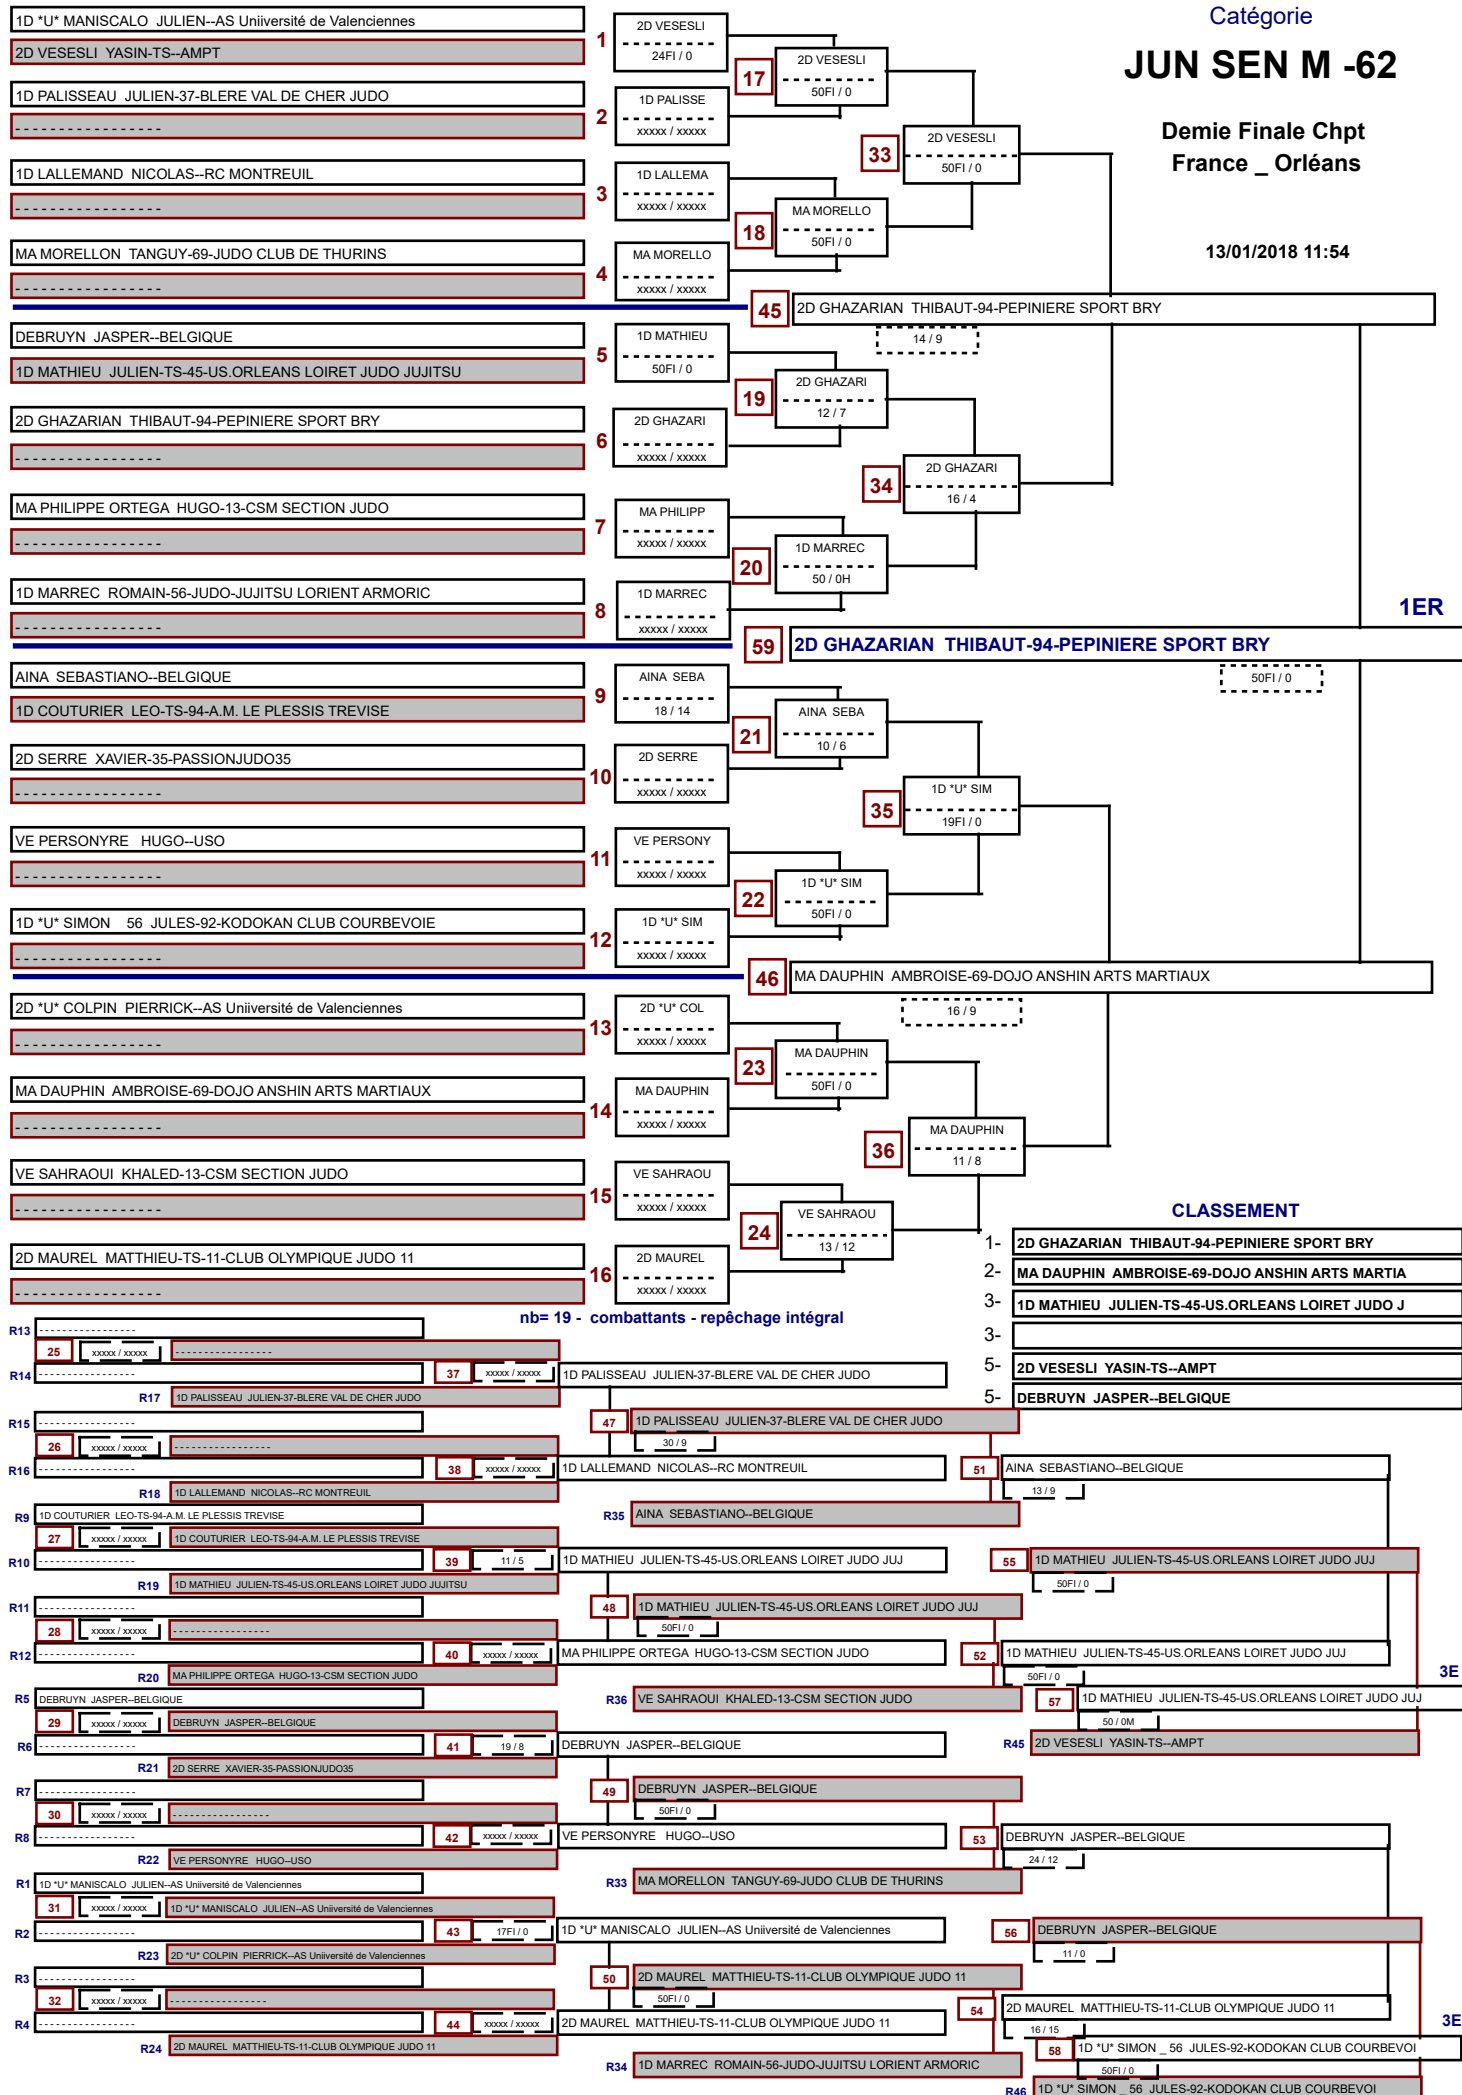 Catégorie
JUN SEN M -62
Demie Finale Chpt
France _ Orléans
13/01/2018 11:54
1D *U* MANISCALO  JULIEN--AS Uniiversité de Valenciennes
2D VESESLI  YASIN-TS--AMPT
1
2D VESESLI
24FI / 0
1D PALISSEAU  JULIEN-37-BLERE VAL DE CHER JUDO
- - - - - - - - - - - - - - - - -
2
1D PALISSE
xxxxx / xxxxx
17
2D VESESLI
50FI / 0
1D LALLEMAND  NICOLAS--RC MONTREUIL
- - - - - - - - - - - - - - - - -
3
1D LALLEMA
xxxxx / xxxxx
MA MORELLON  TANGUY-69-JUDO CLUB DE THURINS
- - - - - - - - - - - - - - - - -
4
MA MORELLO
xxxxx / xxxxx
18
MA MORELLO
50FI / 0
33
2D VESESLI
50FI / 0
45
2D GHAZARIAN  THIBAUT-94-PEPINIERE SPORT BRY
14 / 9
DEBRUYN  JASPER--BELGIQUE
1D MATHIEU  JULIEN-TS-45-US.ORLEANS LOIRET JUDO JUJITSU
5
1D MATHIEU
50FI / 0
2D GHAZARIAN  THIBAUT-94-PEPINIERE SPORT BRY
- - - - - - - - - - - - - - - - -
6
2D GHAZARI
xxxxx / xxxxx
19
2D GHAZARI
12 / 7
MA PHILIPPE ORTEGA  HUGO-13-CSM SECTION JUDO
- - - - - - - - - - - - - - - - -
7
MA PHILIPP
xxxxx / xxxxx
1D MARREC  ROMAIN-56-JUDO-JUJITSU LORIENT ARMORIC
- - - - - - - - - - - - - - - - -
8
1D MARREC
xxxxx / xxxxx
20
1D MARREC
50 / 0H
34
2D GHAZARI
16 / 4
1ER
59
2D GHAZARIAN  THIBAUT-94-PEPINIERE SPORT BRY
50FI / 0
AINA  SEBASTIANO--BELGIQUE
1D COUTURIER  LEO-TS-94-A.M. LE PLESSIS TREVISE
9
AINA  SEBA
18 / 14
2D SERRE  XAVIER-35-PASSIONJUDO35
- - - - - - - - - - - - - - - - -
10
2D SERRE
xxxxx / xxxxx
21
AINA  SEBA
10 / 6
VE PERSONYRE   HUGO--USO
- - - - - - - - - - - - - - - - -
11
VE PERSONY
xxxxx / xxxxx
1D *U* SIMON _ 56  JULES-92-KODOKAN CLUB COURBEVOIE
- - - - - - - - - - - - - - - - -
12
1D *U* SIM
xxxxx / xxxxx
22
1D *U* SIM
50FI / 0
35
1D *U* SIM
19FI / 0
46
MA DAUPHIN  AMBROISE-69-DOJO ANSHIN ARTS MARTIAUX
16 / 9
2D *U* COLPIN  PIERRICK--AS Uniiversité de Valenciennes
- - - - - - - - - - - - - - - - -
13
2D *U* COL
xxxxx / xxxxx
MA DAUPHIN  AMBROISE-69-DOJO ANSHIN ARTS MARTIAUX
- - - - - - - - - - - - - - - - -
14
MA DAUPHIN
xxxxx / xxxxx
23
MA DAUPHIN
50FI / 0
VE SAHRAOUI  KHALED-13-CSM SECTION JUDO
- - - - - - - - - - - - - - - - -
15
VE SAHRAOU
xxxxx / xxxxx
2D MAUREL  MATTHIEU-TS-11-CLUB OLYMPIQUE JUDO 11
- - - - - - - - - - - - - - - - -
16
2D MAUREL
xxxxx / xxxxx
24
VE SAHRAOU
13 / 12
36
MA DAUPHIN
11 / 8
CLASSEMENT
1- 2D GHAZARIAN  THIBAUT-94-PEPINIERE SPORT BRY
2- MA DAUPHIN  AMBROISE-69-DOJO ANSHIN ARTS MARTIA
3- 1D MATHIEU  JULIEN-TS-45-US.ORLEANS LOIRET JUDO J
3-
5- 2D VESESLI  YASIN-TS--AMPT
5- DEBRUYN  JASPER--BELGIQUE
nb= 19 -  combattants - repêchage intégral
R13 - - - - - - - - - - - - - - - - -
25 xxxxx / xxxxx - - - - - - - - - - - - - - - - -
R14 - - - - - - - - - - - - - - - - -
37 xxxxx / xxxxx 1D PALISSEAU  JULIEN-37-BLERE VAL DE CHER JUDO
R17 1D PALISSEAU  JULIEN-37-BLERE VAL DE CHER JUDO
R15 - - - - - - - - - - - - - - - - -
47 1D PALISSEAU  JULIEN-37-BLERE VAL DE CHER JUDO
30 / 9
26 xxxxx / xxxxx - - - - - - - - - - - - - - - - -
R16 - - - - - - - - - - - - - - - - -
38 xxxxx / xxxxx 1D LALLEMAND  NICOLAS--RC MONTREUIL
51 AINA  SEBASTIANO--BELGIQUE
13 / 9
R18 1D LALLEMAND  NICOLAS--RC MONTREUIL
R35 AINA  SEBASTIANO--BELGIQUE
R9 1D COUTURIER  LEO-TS-94-A.M. LE PLESSIS TREVISE
27 xxxxx / xxxxx 1D COUTURIER  LEO-TS-94-A.M. LE PLESSIS TREVISE
R10 - - - - - - - - - - - - - - - - -
39 11 / 5 1D MATHIEU  JULIEN-TS-45-US.ORLEANS LOIRET JUDO JUJ
55 1D MATHIEU  JULIEN-TS-45-US.ORLEANS LOIRET JUDO JUJ
50FI / 0
R19 1D MATHIEU  JULIEN-TS-45-US.ORLEANS LOIRET JUDO JUJITSU
R11 - - - - - - - - - - - - - - - - -
48 1D MATHIEU  JULIEN-TS-45-US.ORLEANS LOIRET JUDO JUJ
50FI / 0
28 xxxxx / xxxxx - - - - - - - - - - - - - - - - -
R12 - - - - - - - - - - - - - - - - -
40 xxxxx / xxxxx MA PHILIPPE ORTEGA  HUGO-13-CSM SECTION JUDO
52 1D MATHIEU  JULIEN-TS-45-US.ORLEANS LOIRET JUDO JUJ
50FI / 0
R20 MA PHILIPPE ORTEGA  HUGO-13-CSM SECTION JUDO
3E
R5 DEBRUYN  JASPER--BELGIQUE
R36 VE SAHRAOUI  KHALED-13-CSM SECTION JUDO
57 1D MATHIEU  JULIEN-TS-45-US.ORLEANS LOIRET JUDO JUJ
50 / 0M
29 xxxxx / xxxxx DEBRUYN  JASPER--BELGIQUE
R6 - - - - - - - - - - - - - - - - -
41 19 / 8 DEBRUYN  JASPER--BELGIQUE
R45 2D VESESLI  YASIN-TS--AMPT
R21 2D SERRE  XAVIER-35-PASSIONJUDO35
R7 - - - - - - - - - - - - - - - - -
49 DEBRUYN  JASPER--BELGIQUE
50FI / 0
30 xxxxx / xxxxx - - - - - - - - - - - - - - - - -
R8 - - - - - - - - - - - - - - - - -
42 xxxxx / xxxxx VE PERSONYRE   HUGO--USO
53 DEBRUYN  JASPER--BELGIQUE
24 / 12
R22 VE PERSONYRE   HUGO--USO
R33 MA MORELLON  TANGUY-69-JUDO CLUB DE THURINS
R1 1D *U* MANISCALO  JULIEN--AS Uniiversité de Valenciennes
31 xxxxx / xxxxx 1D *U* MANISCALO  JULIEN--AS Uniiversité de Valenciennes
R2 - - - - - - - - - - - - - - - - -
43 17FI / 0 1D *U* MANISCALO  JULIEN--AS Uniiversité de Valenciennes
56 DEBRUYN  JASPER--BELGIQUE
11 / 0
R23 2D *U* COLPIN  PIERRICK--AS Uniiversité de Valenciennes
R3 - - - - - - - - - - - - - - - - -
50 2D MAUREL  MATTHIEU-TS-11-CLUB OLYMPIQUE JUDO 11
50FI / 0
32 xxxxx / xxxxx - - - - - - - - - - - - - - - - -
R4 - - - - - - - - - - - - - - - - -
44 xxxxx / xxxxx 2D MAUREL  MATTHIEU-TS-11-CLUB OLYMPIQUE JUDO 11
54 2D MAUREL  MATTHIEU-TS-11-CLUB OLYMPIQUE JUDO 11
16 / 15
3E
R24 2D MAUREL  MATTHIEU-TS-11-CLUB OLYMPIQUE JUDO 11
58 1D *U* SIMON _ 56  JULES-92-KODOKAN CLUB COURBEVOI
50FI / 0
R34 1D MARREC  ROMAIN-56-JUDO-JUJITSU LORIENT ARMORIC
R46 1D *U* SIMON _ 56  JULES-92-KODOKAN CLUB COURBEVOI